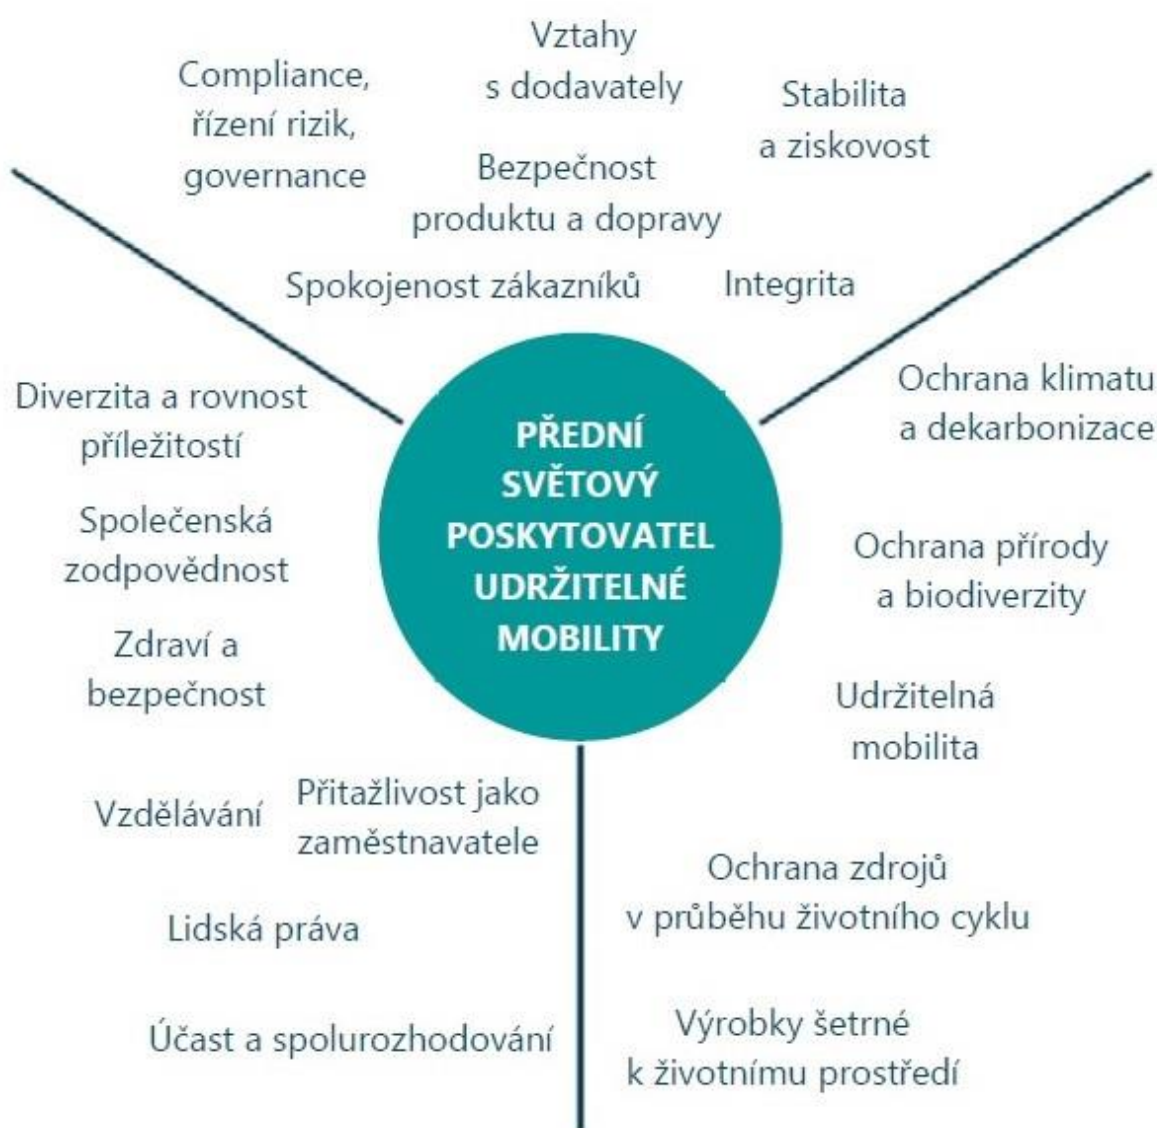 Vztahy
s dodavately
Compliance,
řízení rizik,
governance
Stabilita
a ziskovost
Bezpečnost
produktu a dopravy
Spokojenost zákazníků
Integrita
Diverzita a rovnost
příležitostí
Společenská
zodpovědnost
Zdraví a
bezpečnost
Vzdělávání
Přitažlivost jako
zaměstnavatele
Lidská práva
Účast a spolurozhodování
PŘEDNÍ
SVĚTOVÝ
POSKYTOVATEL
UDRŽITELNÉ
MOBILITY
Ochrana klimatu
a dekarbonizace
Ochrana přírody
a biodiverzity
Udržitelná
mobilita
Ochrana zdrojů
v průběhu životního cyklu
Výrobky šetrné
k životnímu prostředí